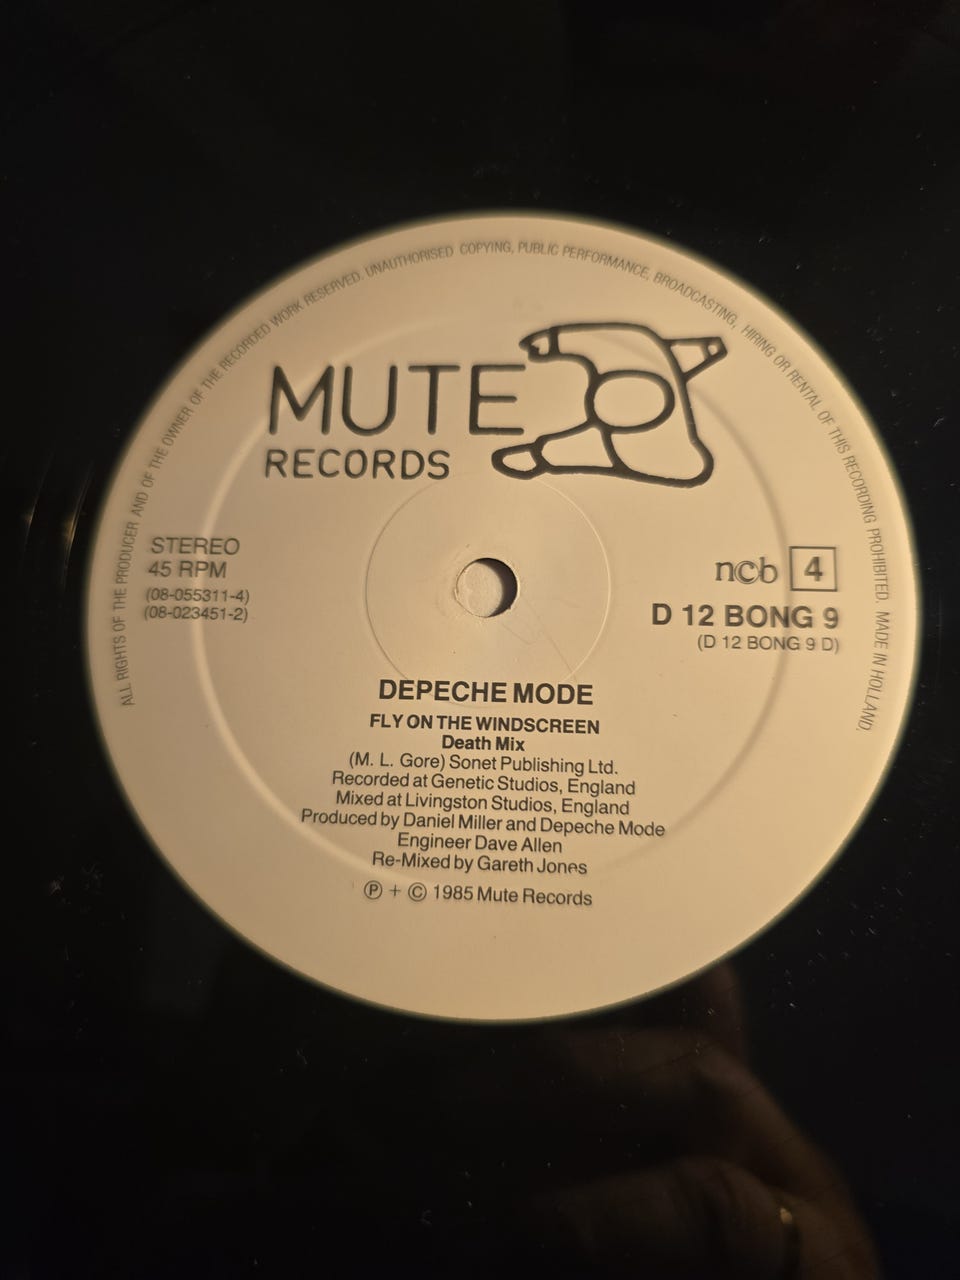 ALL RIGHTS OF THE PRODUCER AND OF THE OWNER OF THE RECORDED WORK RESERVED. UNAUTHORISED COPYING, PUBLIC PERFORMANCE, BROADCASTING, HIRING OR RENTAL OF THIS RECORDING PROHIBITED. MADE IN HOLLAND.
MUTE
RECORDS
STEREO
45 RPM
(08-055311-4)
(08-023451-2)
ncb 4
D 12 BONG 9
(D 12 BONG 9 D)
DEPECHE MODE
FLY ON THE WINDSCREEN
Death Mix
(M. L. Gore) Sonet Publishing Ltd.
Recorded at Genetic Studios, England
Mixed at Livingston Studios, England
Produced by Daniel Miller and Depeche Mode
Engineer Dave Allen
Re-Mixed by Gareth Jones
Ⓟ + © 1985 Mute Records